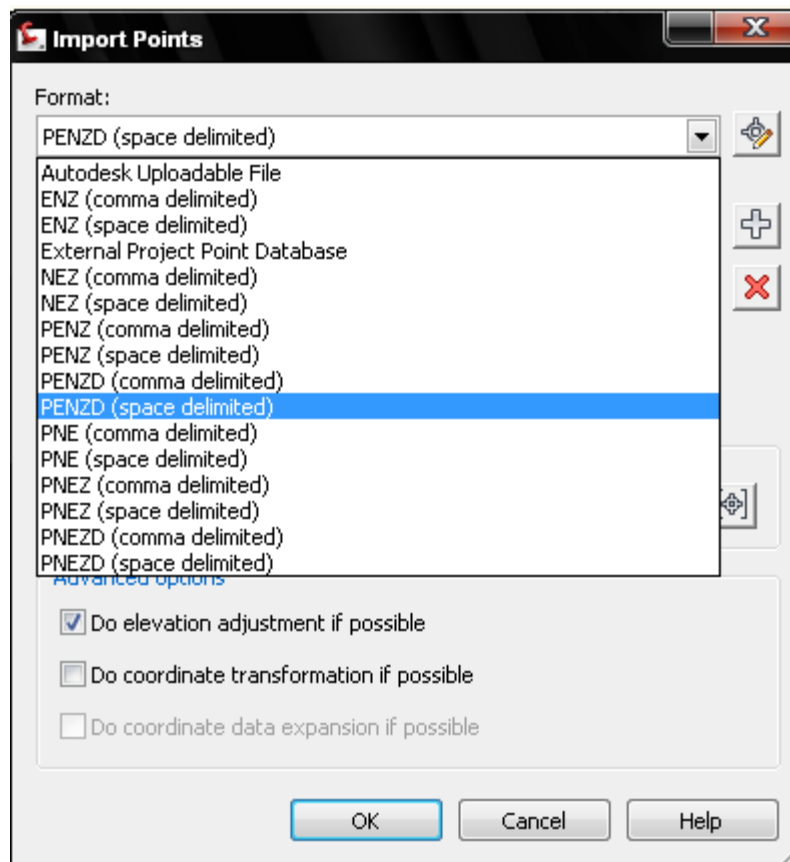 Import Points
Format:
PENZD (space delimited)
Autodesk Uploadable File
ENZ (comma delimited)
ENZ (space delimited)
External Project Point Database
NEZ (comma delimited)
NEZ (space delimited)
PENZ (comma delimited)
PENZ (space delimited)
PENZD (comma delimited)
PENZD (space delimited)
PNE (comma delimited)
PNE (space delimited)
PNEZ (comma delimited)
PNEZ (space delimited)
PNEZD (comma delimited)
PNEZD (space delimited)
Advanced options
Do elevation adjustment if possible
Do coordinate transformation if possible
Do coordinate data expansion if possible
OK Cancel Help